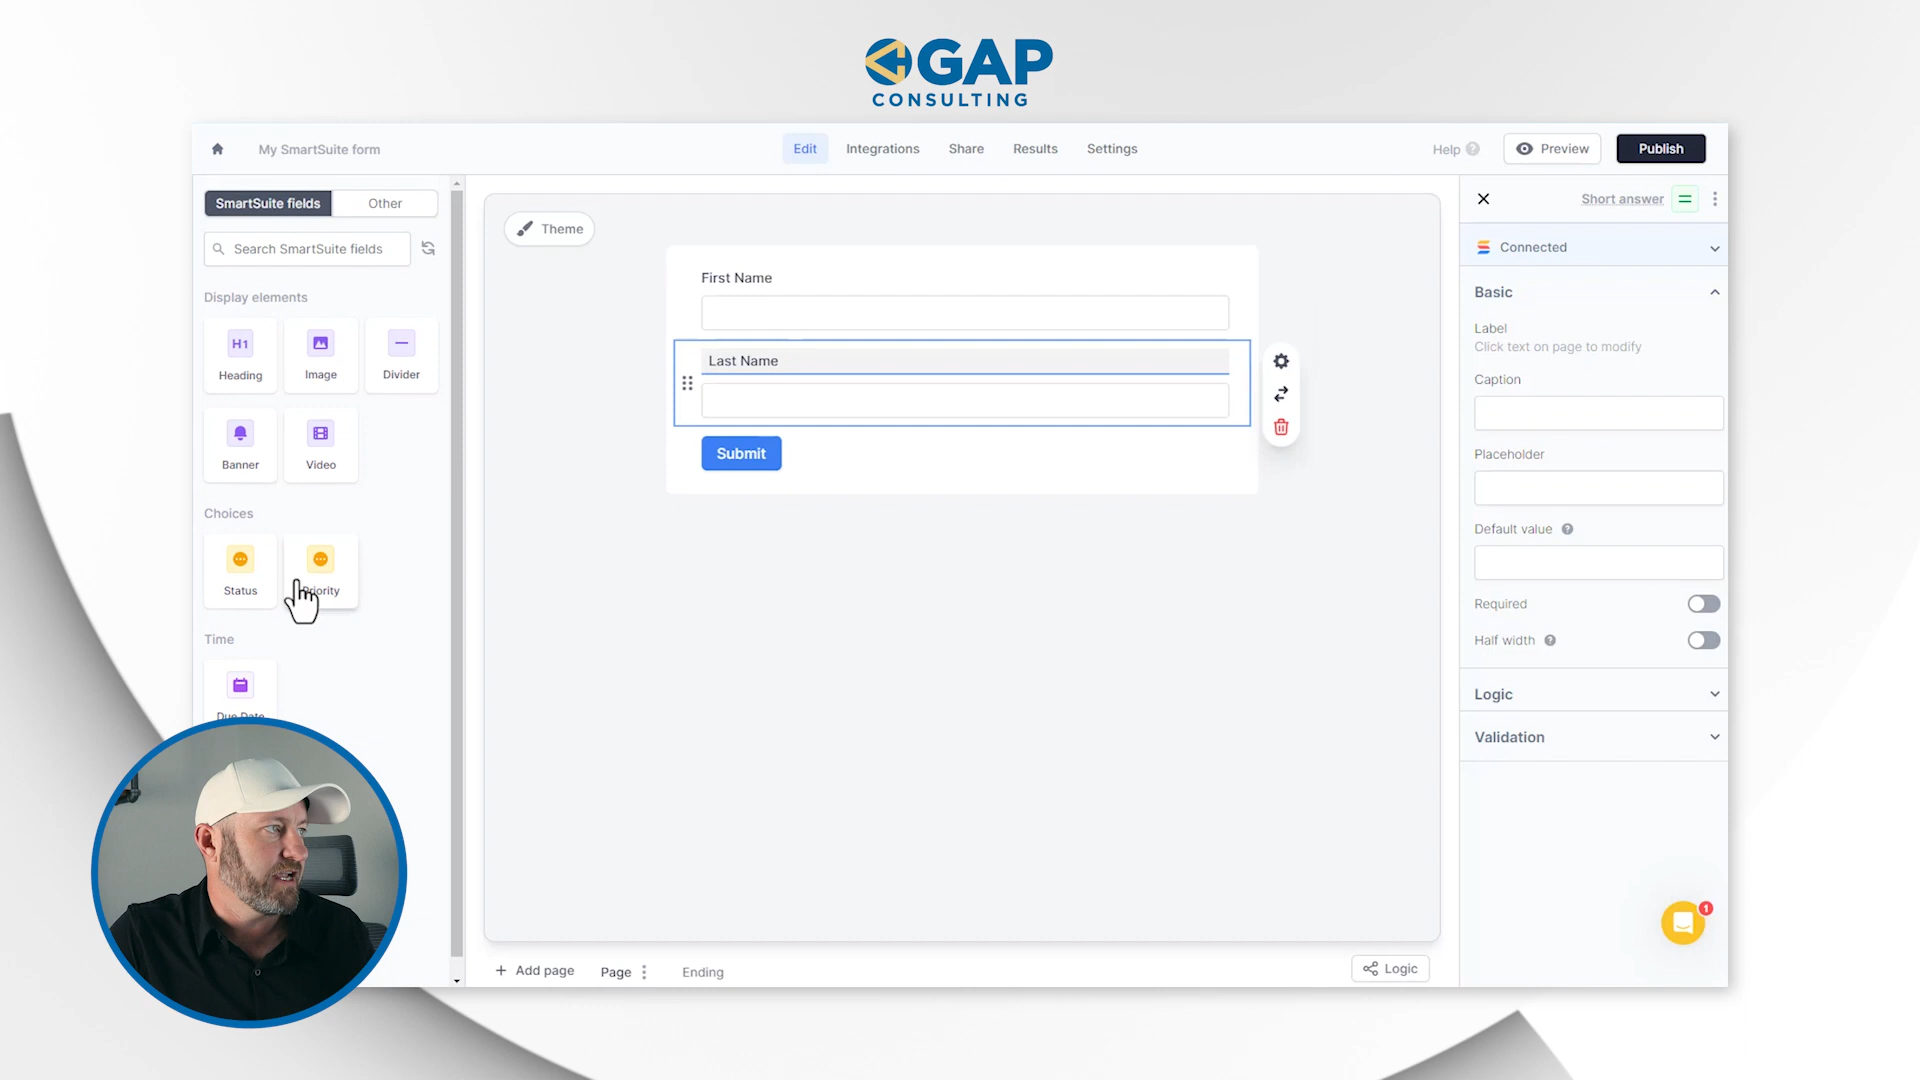 GAP
CONSULTING
My SmartSuite form
Edit
Integrations
Share
Results
Settings
Help
Preview
Publish
SmartSuite fields
Other
Search SmartSuite fields
Display elements
H1
Heading
Image
Divider
Banner
Video
Choices
Status
Priority
Time
Due Date
Theme
First Name
Last Name
Submit
+ Add page
Page
Ending
Logic
Short answer
Connected
Basic
Label
Click text on page to modify
Caption
Placeholder
Default value
Required
Half width
Logic
Validation
1